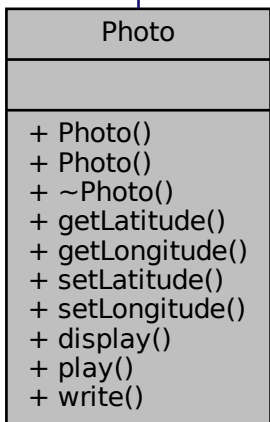 Photo
+ Photo()
+ Photo()
+ ~Photo()
+ getLatitude()
+ getLongitude()
+ setLatitude()
+ setLongitude()
+ display()
+ play()
+ write()